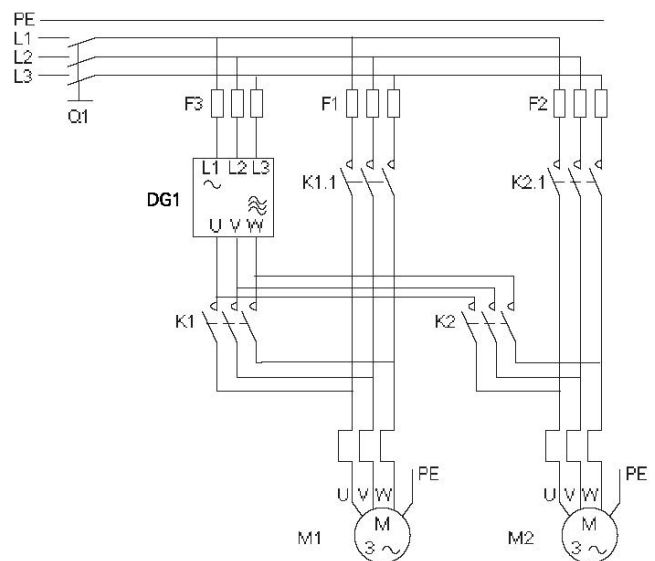 PE
L1
L2
L3
Q1
F3
F1
F2
L1 L2 L3
DG1
U V W
K1.1
K2.1
K1
K2
PE
PE
U V W
U V W
M1
M
3
M2
M
3